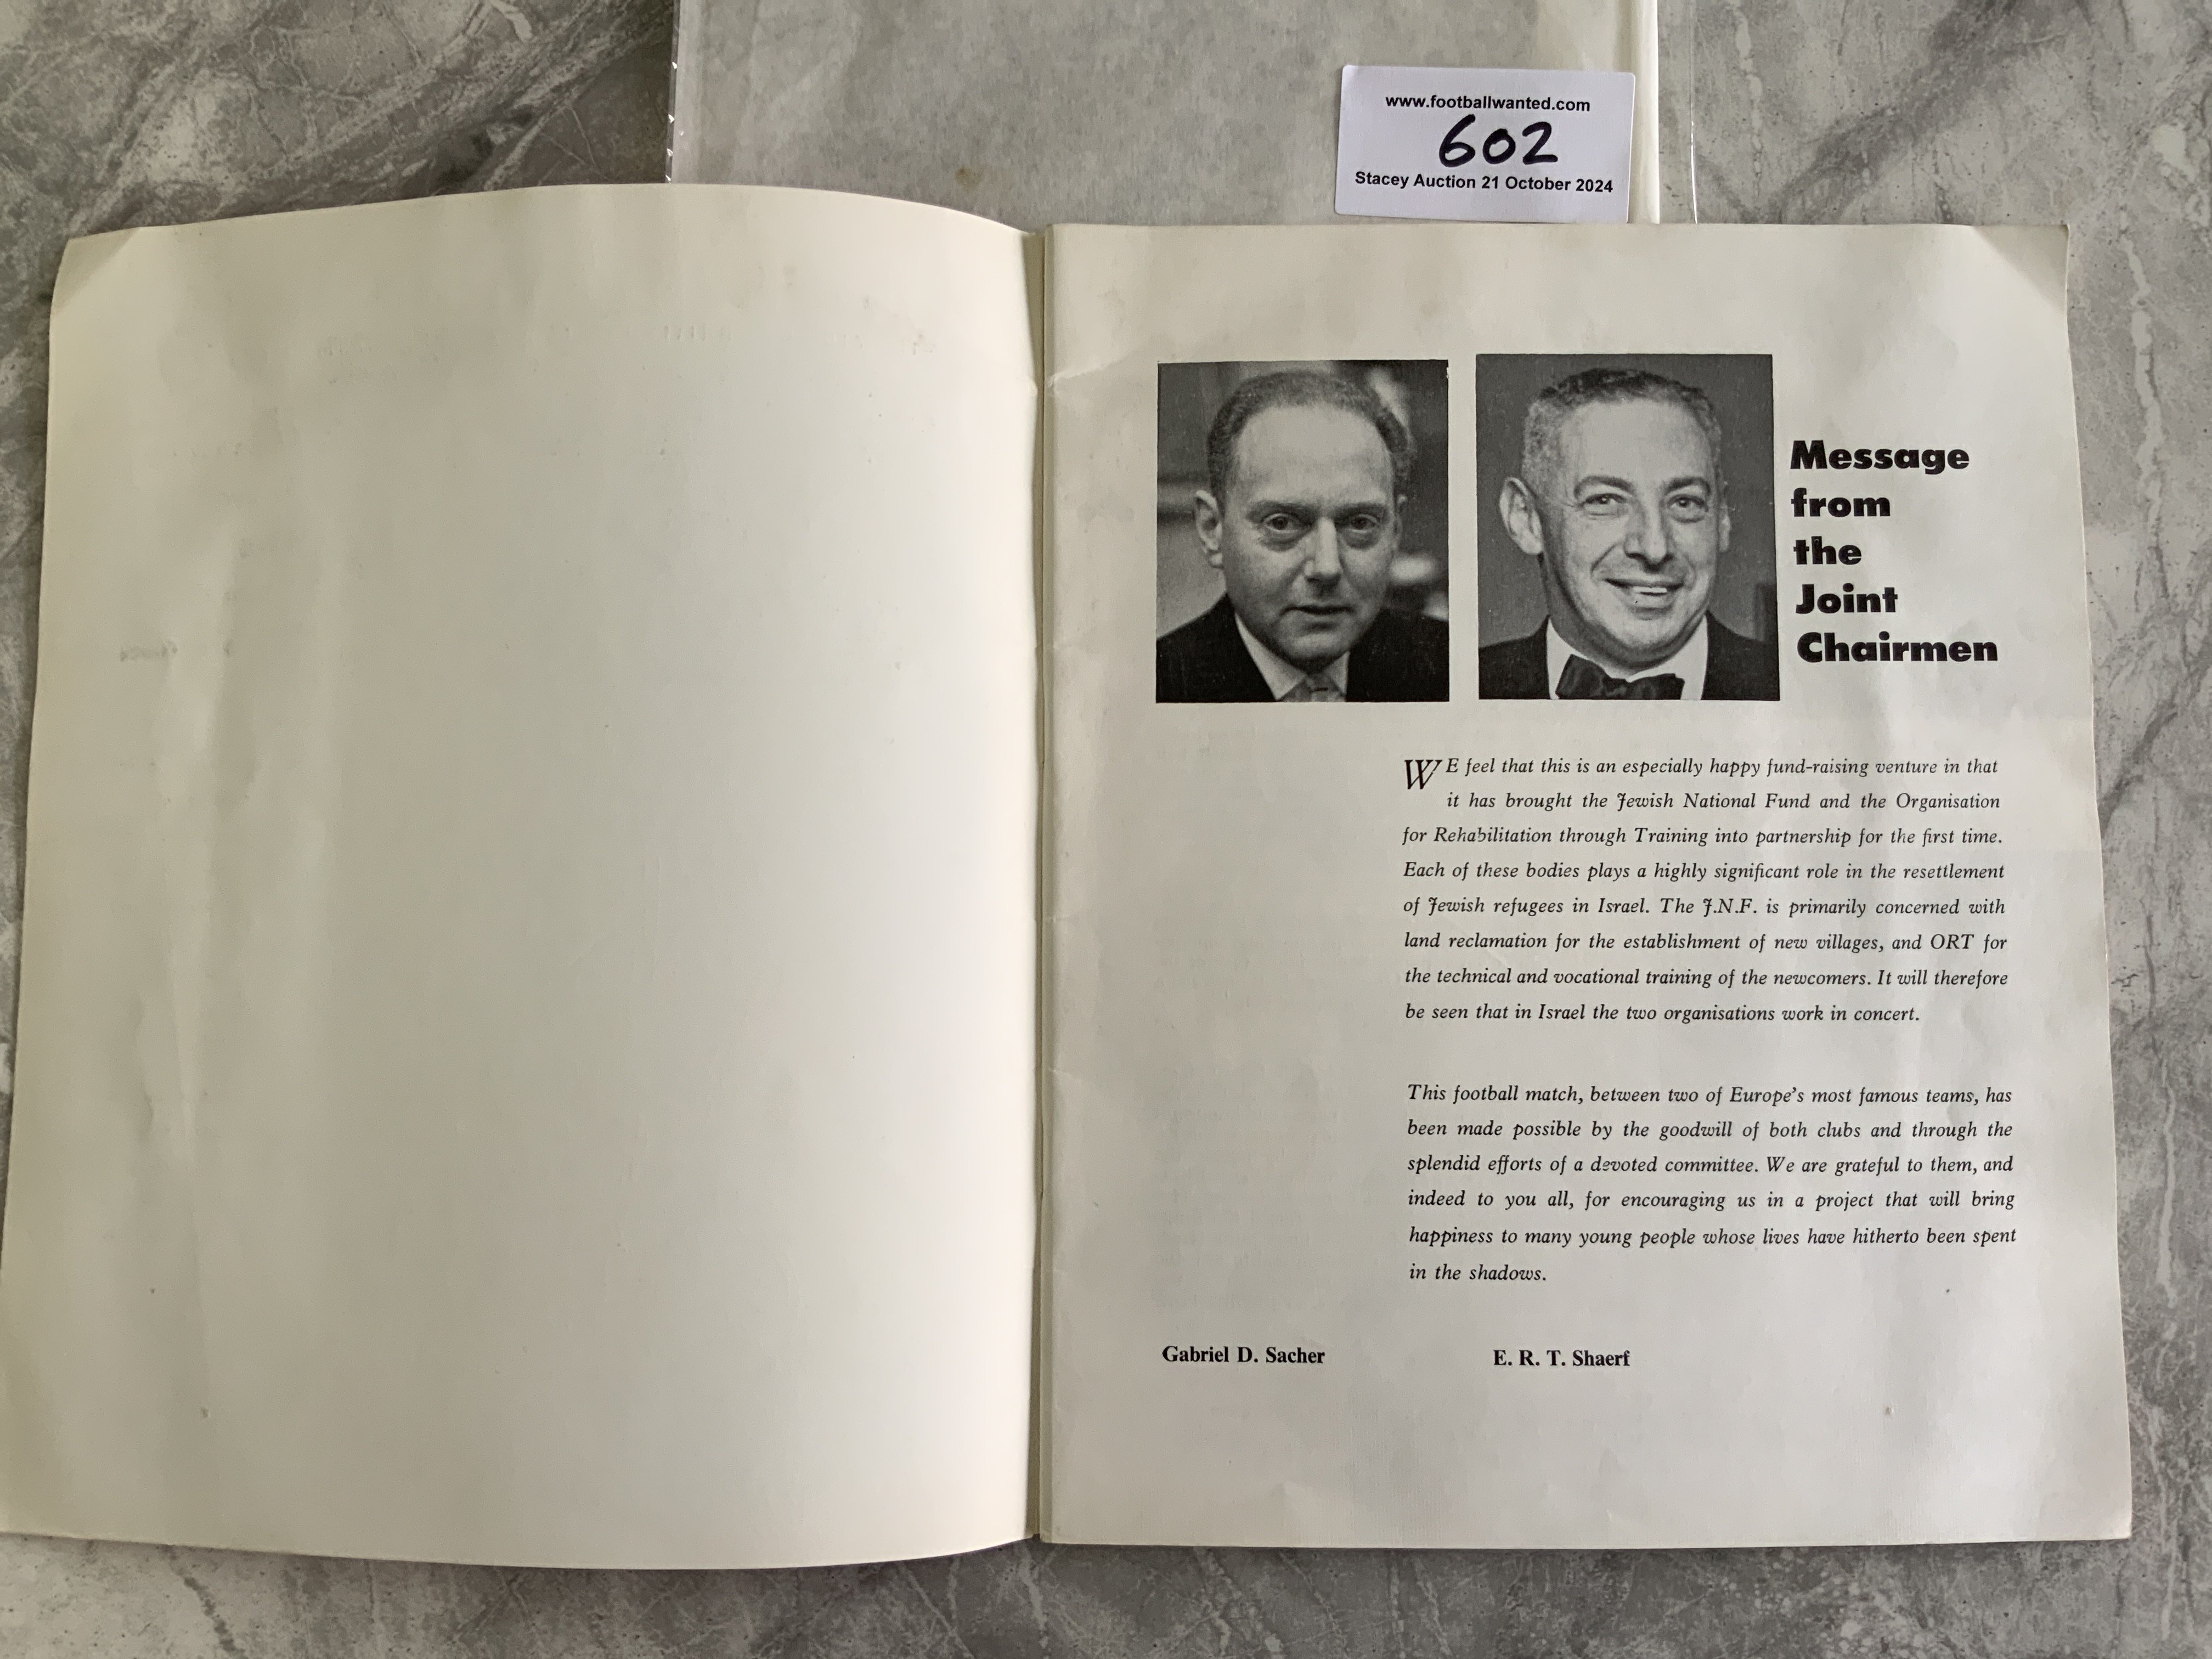 www.footballwanted.com
602
Stacey Auction 21 October 2024
Message
from
the
Joint
Chairmen
WE feel that this is an especially happy fund-raising venture in that
it has brought the Jewish National Fund and the Organisation
for Rehabilitation through Training into partnership for the first time.
Each of these bodies plays a highly significant role in the resettlement
of Jewish refugees in Israel. The J.N.F. is primarily concerned with
land reclamation for the establishment of new villages, and ORT for
the technical and vocational training of the newcomers. It will therefore
be seen that in Israel the two organisations work in concert.
This football match, between two of Europe's most famous teams, has
been made possible by the goodwill of both clubs and through the
splendid efforts of a devoted committee. We are grateful to them, and
indeed to you all, for encouraging us in a project that will bring
happiness to many young people whose lives have hitherto been spent
in the shadows.
Gabriel D. Sacher
E. R. T. Shaerf